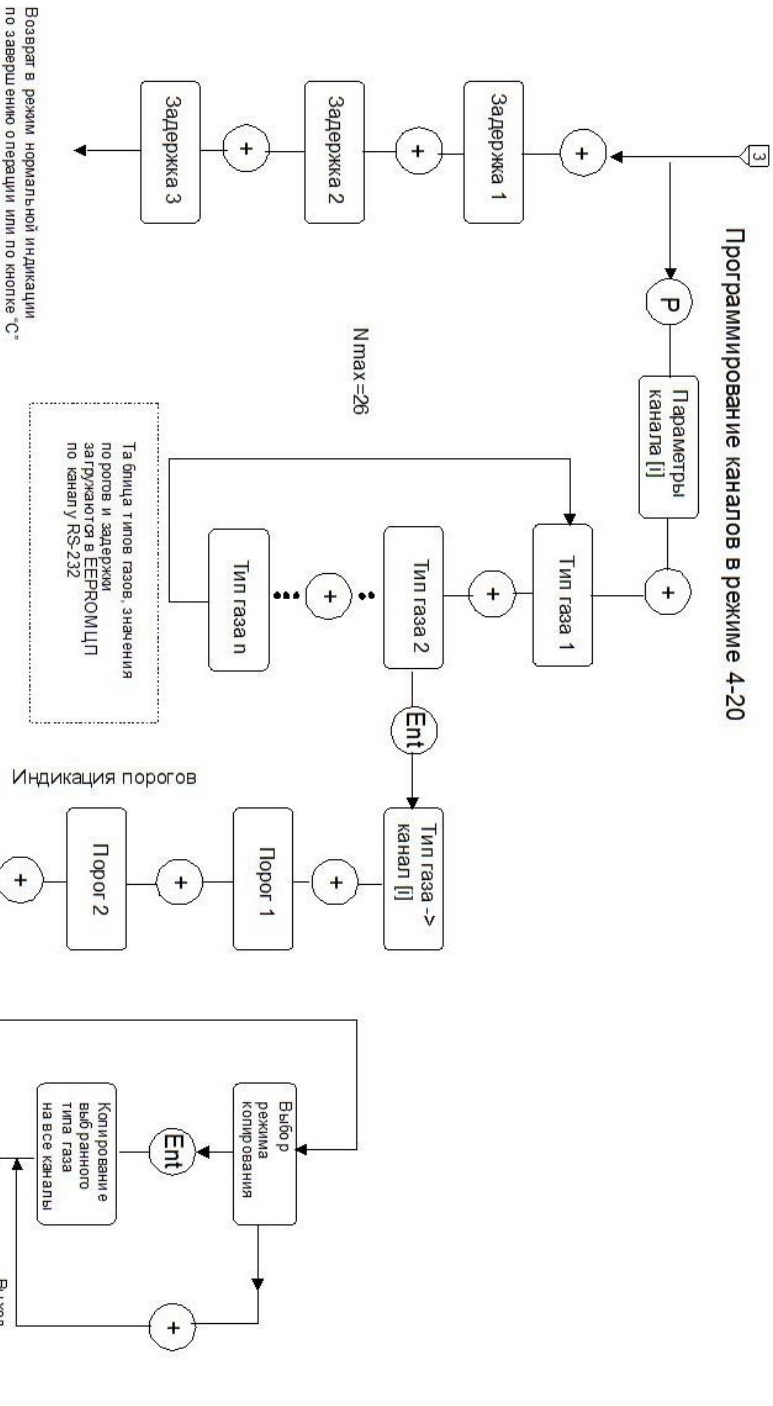 Программирование каналов в режиме 4-20
3
+
Задержка 1
+
Задержка 2
+
Задержка 3
Возврат в режим нормальной индикации
по завершению операции или по кнопке "С"
P
Параметры
канала [i]
+
Тип газа 1
+
Тип газа 2
+
Тип газа n
Nmax=26
Таблица типов газов, значения
порогов и задержки
загружаются в EEPROM ЦП
по каналу RS-232
Ent
Тип газа ->
канал [i]
+
Порог 1
+
Порог 2
+
Индикация порогов
Выбор
режима
копирования
Ent
Копирование
выбранного
типа газа
на все каналы
+